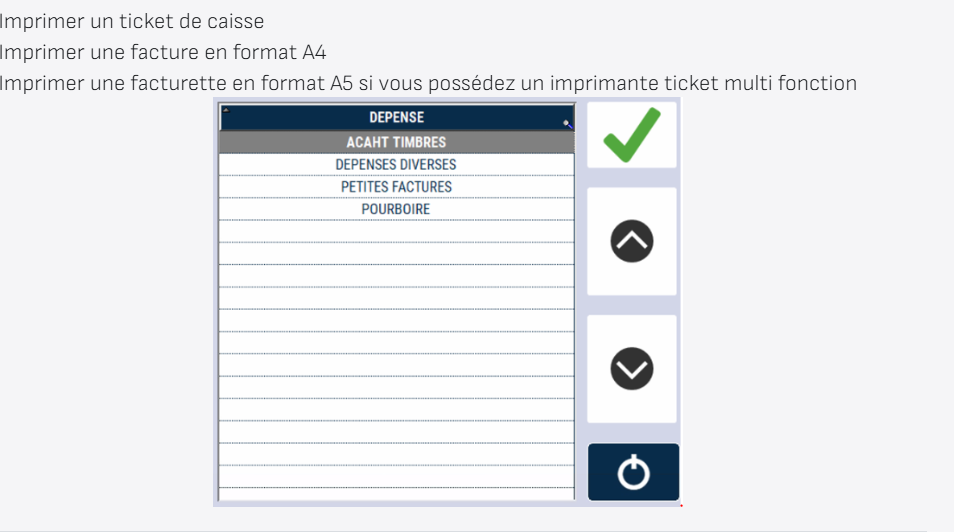 Imprimer un ticket de caisse
Imprimer une facture en format A4
Imprimer une facturette en format A5 si vous possédez un imprimante ticket multi fonction
DEPENSE
ACAHT TIMBRES
DEPENSES DIVERSES
PETITES FACTURES
POURBOIRE